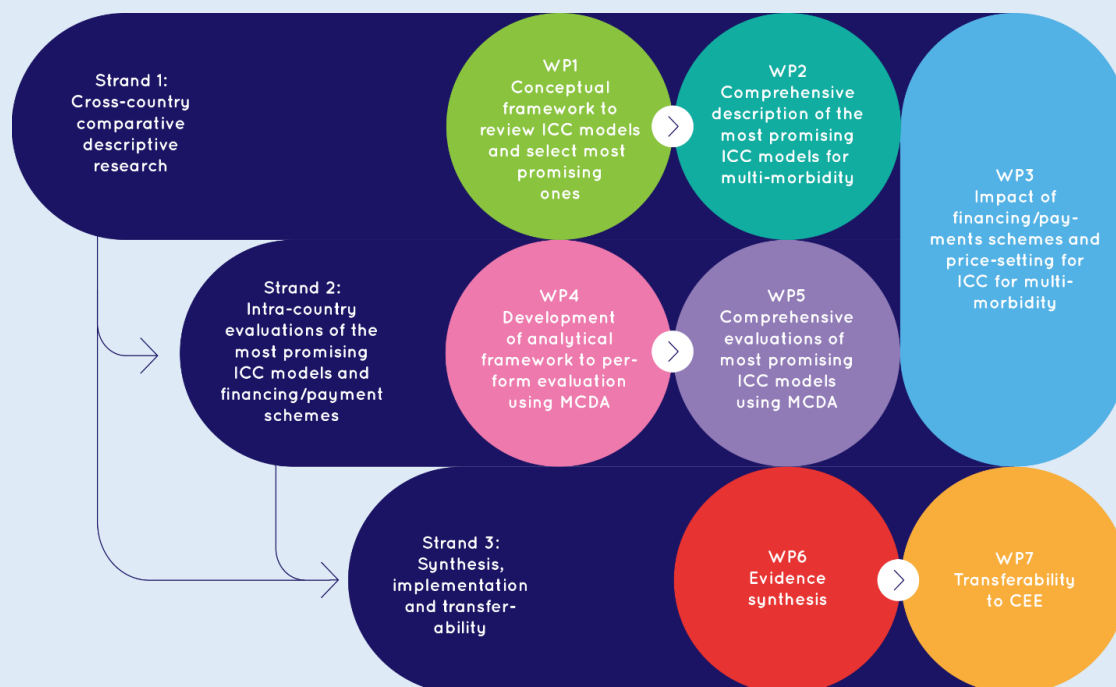 Strand 1:
Cross-country
comparative
descriptive
research
WP1
Conceptual
framework to
review ICC models
and select most
promising
ones
WP2
Comprehensive
description of the
most promising
ICC models for
multi-morbidity
WP3
Impact of
financing/pay-
ments schemes and
price-setting for
ICC for multi-
morbidity
Strand 2:
Intra-country
evaluations of the
most promising
ICC models and
financing/payment
schemes
WP4
Development
of analytical
framework to per-
form evaluation
using MCDA
WP5
Comprehensive
evaluations of
most promising
ICC models
using MCDA
Strand 3:
Synthesis,
implementation
and transfer-
ability
WP6
Evidence
synthesis
WP7
Transferability
to CEE